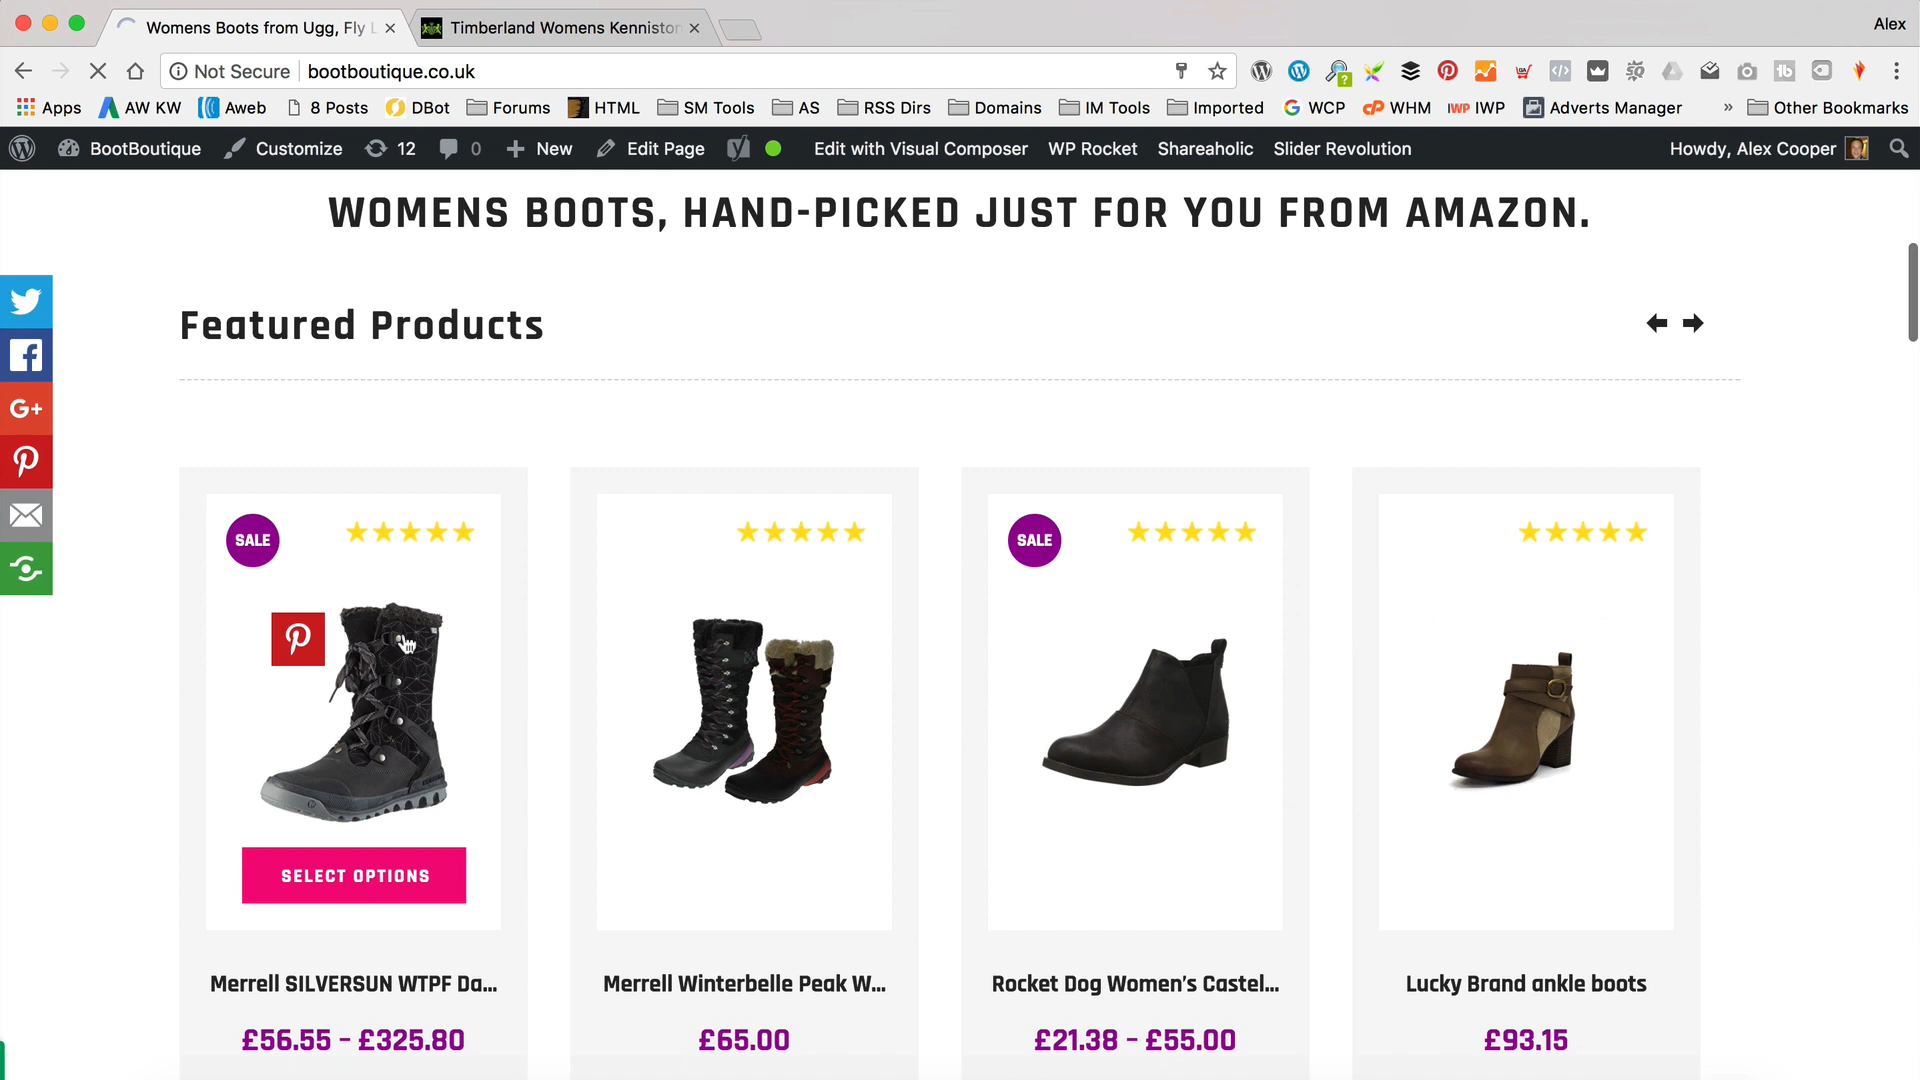 Womens Boots from Ugg, Fly L
Timberland Womens Kenniston
Alex
Not Secure
bootboutique.co.uk
Apps
AW KW
Aweb
8 Posts
DBot
Forums
HTML
SM Tools
AS
RSS Dirs
Domains
IM Tools
Imported
WCP
WHM
IWP
Adverts Manager
»
Other Bookmarks
BootBoutique
Customize
12
0
New
Edit Page
Edit with Visual Composer
WP Rocket
Shareaholic
Slider Revolution
Howdy, Alex Cooper
WOMENS BOOTS, HAND-PICKED JUST FOR YOU FROM AMAZON.
Featured Products
G+
SALE
SALE
SELECT OPTIONS
Merrell SILVERSUN WTPF Da...
Merrell Winterbelle Peak W...
Rocket Dog Women's Castel...
Lucky Brand ankle boots
£56.55 – £325.80
£65.00
£21.38 – £55.00
£93.15